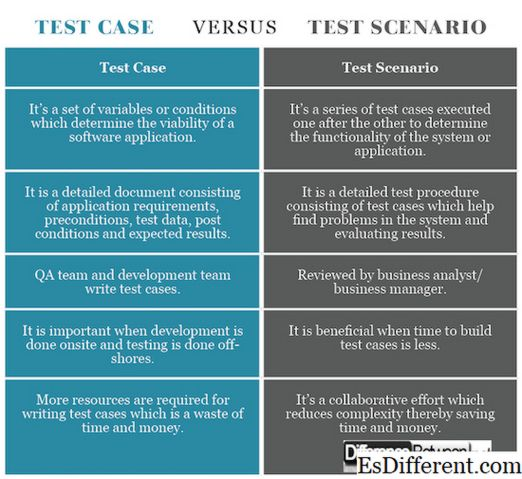 TEST CASE VERSUS TEST SCENARIO
Test Case
Test Scenario
It's a set of variables or conditions
which determine the viability of a
software application.
It's a series of test cases executed
one after the other to determine
the functionality of the system or
application.
It is a detailed document consisting
of application requirements,
preconditions, test data, post
conditions and expected results.
It is a detailed test procedure
consisting of test cases which help
find problems in the system and
evaluating results.
QA team and development team
write test cases.
Reviewed by business analyst/
business manager.
It is important when development is
done onsite and testing is done off-
shores.
It is beneficial when time to build
test cases is less.
More resources are required for
writing test cases which is a waste of
time and money.
It's a collaborative effort which
reduces complexity thereby saving
time and money.
Difference Between
EsDifferent.com